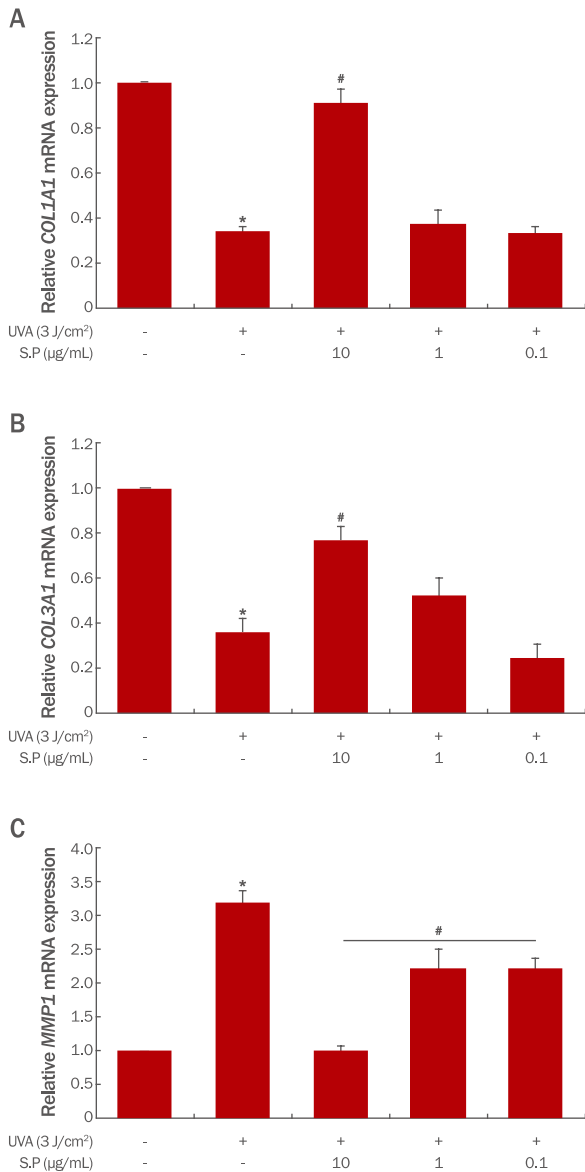 A
Relative COL1A1 mRNA expression
1.2
1.0
0.8
0.6
0.4
0.2
0
*
#
UVA (3 J/cm²) - + + + +
S.P (µg/mL) - - 10 1 0.1
B
Relative COL3A1 mRNA expression
1.2
1.0
0.8
0.6
0.4
0.2
0
*
#
UVA (3 J/cm²) - + + + +
S.P (µg/mL) - - 10 1 0.1
C
Relative MMP1 mRNA expression
4.0
3.5
3.0
2.5
2.0
1.5
1.0
0.5
0
*
#
UVA (3 J/cm²) - + + + +
S.P (µg/mL) - - 10 1 0.1